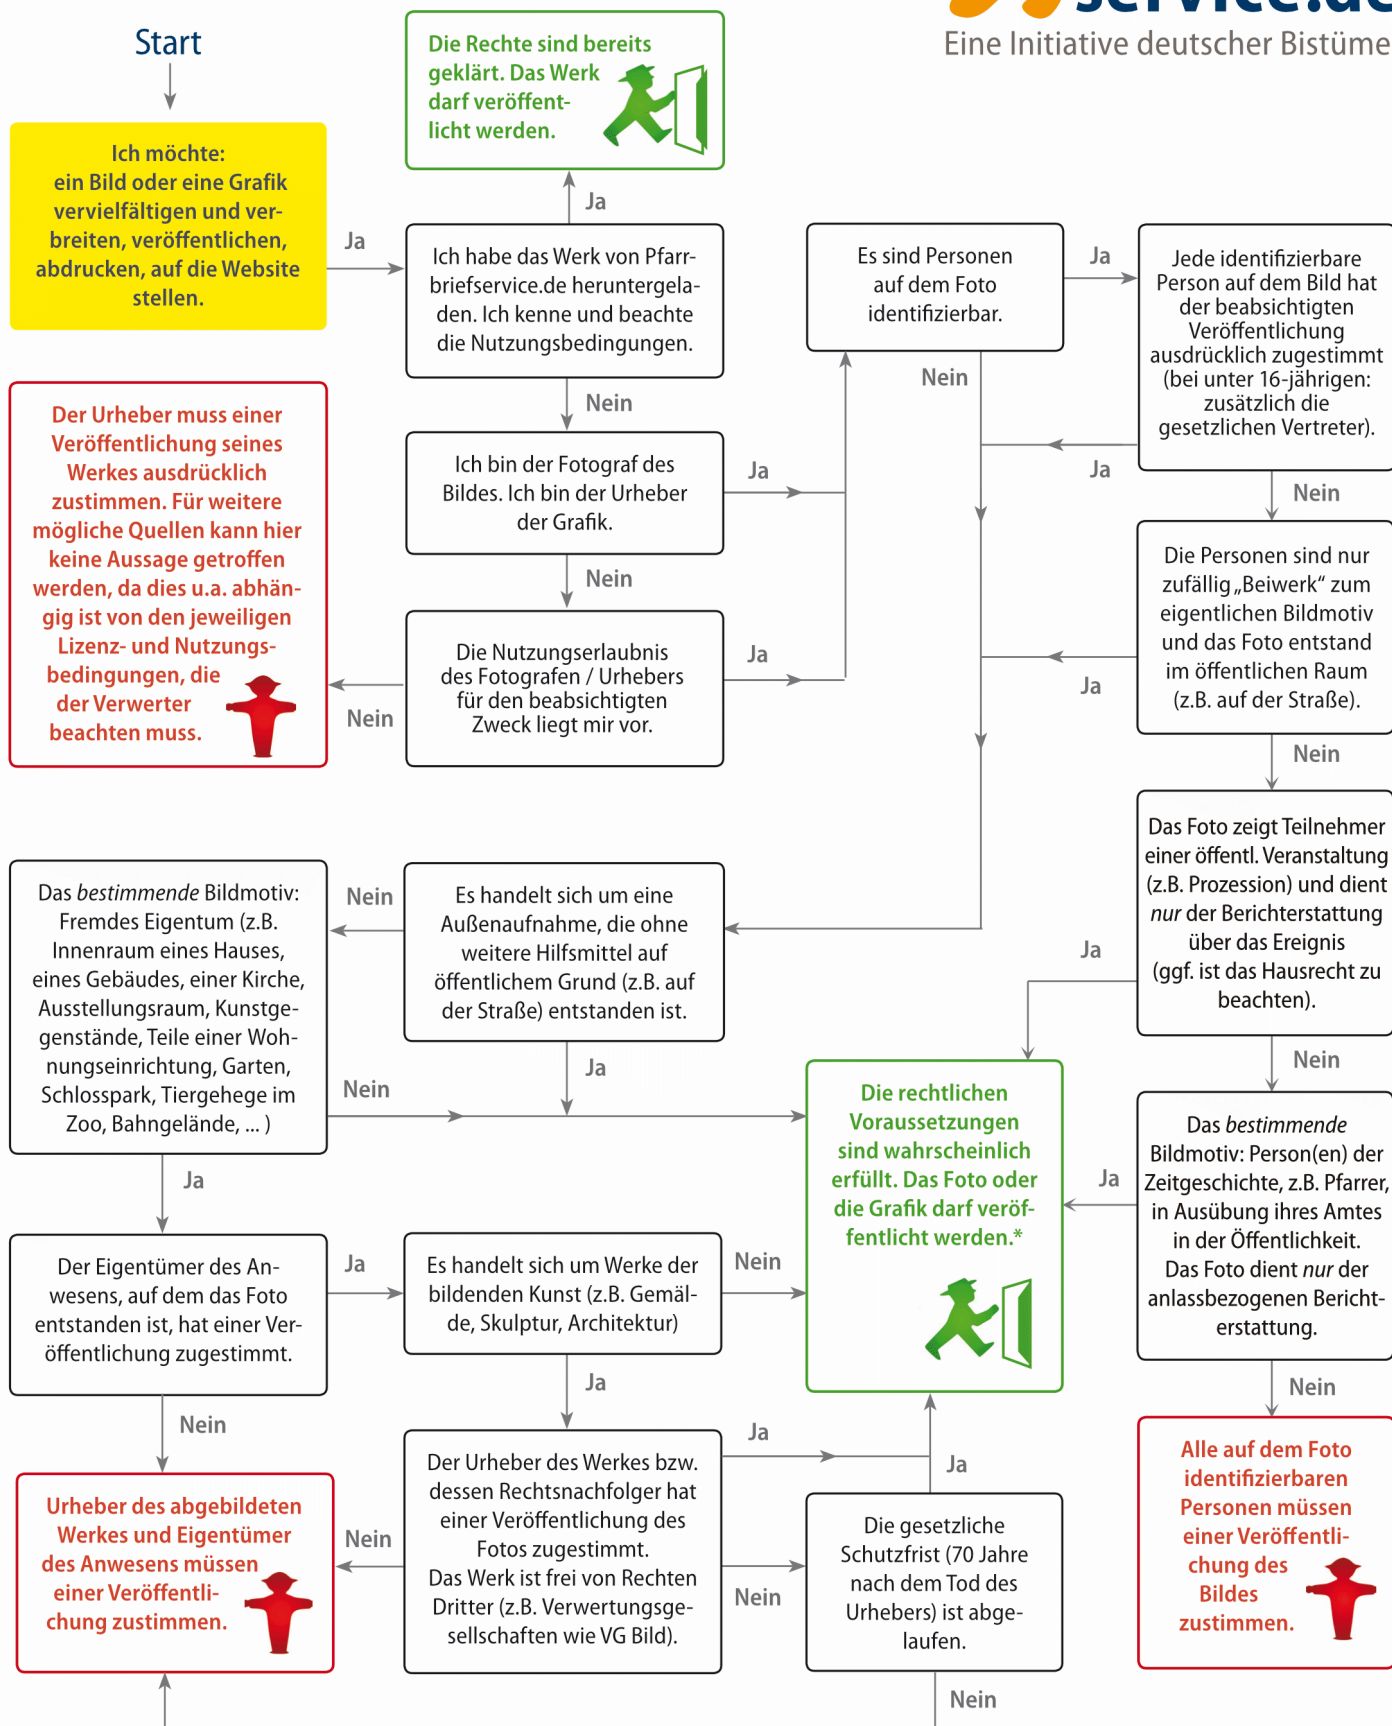 service.de
Eine Initiative deutscher Bistüme
Start
Die Rechte sind bereits
geklärt. Das Werk
darf veröffent-
licht werden.
Ich möchte:
ein Bild oder eine Grafik
vervielfältigen und ver-
breiten, veröffentlichen,
abdrucken, auf die Website
stellen.
Ja
Ja
Ich habe das Werk von Pfarr-
briefservice.de heruntergela-
den. Ich kenne und beachte
die Nutzungsbedingungen.
Nein
Es sind Personen
auf dem Foto
identifizierbar.
Ja
Nein
Jede identifizierbare
Person auf dem Bild hat
der beabsichtigten
Veröffentlichung
ausdrücklich zugestimmt
(bei unter 16-jährigen:
zusätzlich die
gesetzlichen Vertreter).
Ja
Nein
Der Urheber muss einer
Veröffentlichung seines
Werkes ausdrücklich
zustimmen. Für weitere
mögliche Quellen kann hier
keine Aussage getroffen
werden, da dies u.a. abhän-
gig ist von den jeweiligen
Lizenz- und Nutzungs-
bedingungen, die
der Verwerter
beachten muss.
Ich bin der Fotograf des
Bildes. Ich bin der Urheber
der Grafik.
Ja
Nein
Die Nutzungserlaubnis
des Fotografen / Urhebers
für den beabsichtigten
Zweck liegt mir vor.
Ja
Nein
Die Personen sind nur
zufällig „Beiwerk“ zum
eigentlichen Bildmotiv
und das Foto entstand
im öffentlichen Raum
(z.B. auf der Straße).
Ja
Nein
Das Foto zeigt Teilnehmer
einer öffentl. Veranstaltung
(z.B. Prozession) und dient
nur der Berichterstattung
über das Ereignis
(ggf. ist das Hausrecht zu
beachten).
Ja
Nein
Das bestimmende Bildmotiv:
Fremdes Eigentum (z.B.
Innenraum eines Hauses,
eines Gebäudes, einer Kirche,
Ausstellungsraum, Kunstge-
genstände, Teile einer Woh-
nungseinrichtung, Garten,
Schlosspark, Tiergehege im
Zoo, Bahngelände, ... )
Nein
Es handelt sich um eine
Außenaufnahme, die ohne
weitere Hilfsmittel auf
öffentlichem Grund (z.B. auf
der Straße) entstanden ist.
Ja
Nein
Ja
Die rechtlichen
Voraussetzungen
sind wahrscheinlich
erfüllt. Das Foto oder
die Grafik darf veröf-
fentlicht werden.*
Das bestimmende
Bildmotiv: Person(en) der
Zeitgeschichte, z.B. Pfarrer,
in Ausübung ihres Amtes
in der Öffentlichkeit.
Das Foto dient nur der
anlassbezogenen Bericht-
erstattung.
Ja
Nein
Der Eigentümer des An-
wesens, auf dem das Foto
entstanden ist, hat einer Ver-
öffentlichung zugestimmt.
Ja
Nein
Es handelt sich um Werke der
bildenden Kunst (z.B. Gemäl-
de, Skulptur, Architektur)
Nein
Ja
Urheber des abgebildeten
Werkes und Eigentümer
des Anwesens müssen
einer Veröffentli-
chung zustimmen.
Nein
Der Urheber des Werkes bzw.
dessen Rechtsnachfolger hat
einer Veröffentlichung des
Fotos zugestimmt.
Das Werk ist frei von Rechten
Dritter (z.B. Verwertungsge-
sellschaften wie VG Bild).
Ja
Nein
Ja
Die gesetzliche
Schutzfrist (70 Jahre
nach dem Tod des
Urhebers) ist abge-
laufen.
Nein
Alle auf dem Foto
identifizierbaren
Personen müssen
einer Veröffentli-
chung des
Bildes
zustimmen.